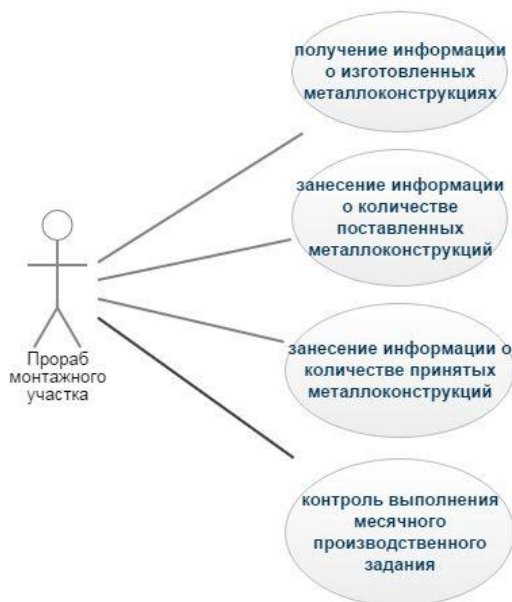 получение информации
о изготовленных
металлоконструкциях
занесение информации
о количестве
поставленных
металлоконструкций
Прораб
монтажного
участка
занесение информации о
количестве принятых
металлоконструкций
контроль выполнения
месячного
производственного
задания